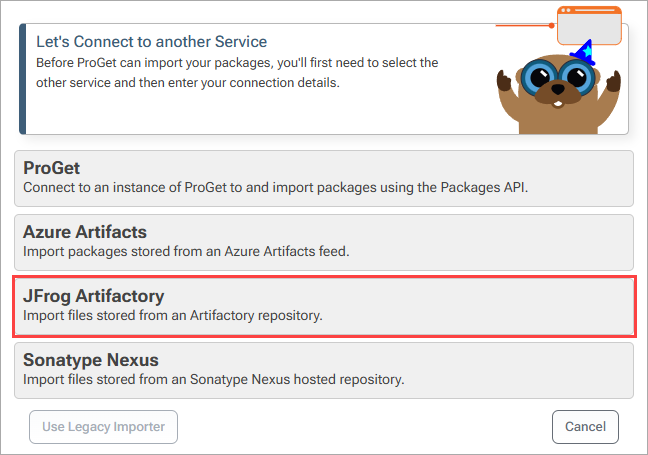 Let's Connect to another Service
Before ProGet can import your packages, you'll first need to select the
other service and then enter your connection details.
ProGet
Connect to an instance of ProGet to and import packages using the Packages API.
Azure Artifacts
Import packages stored from an Azure Artifacts feed.
JFrog Artifactory
Import files stored from an Artifactory repository.
Sonatype Nexus
Import files stored from an Sonatype Nexus hosted repository.
Use Legacy Importer
Cancel